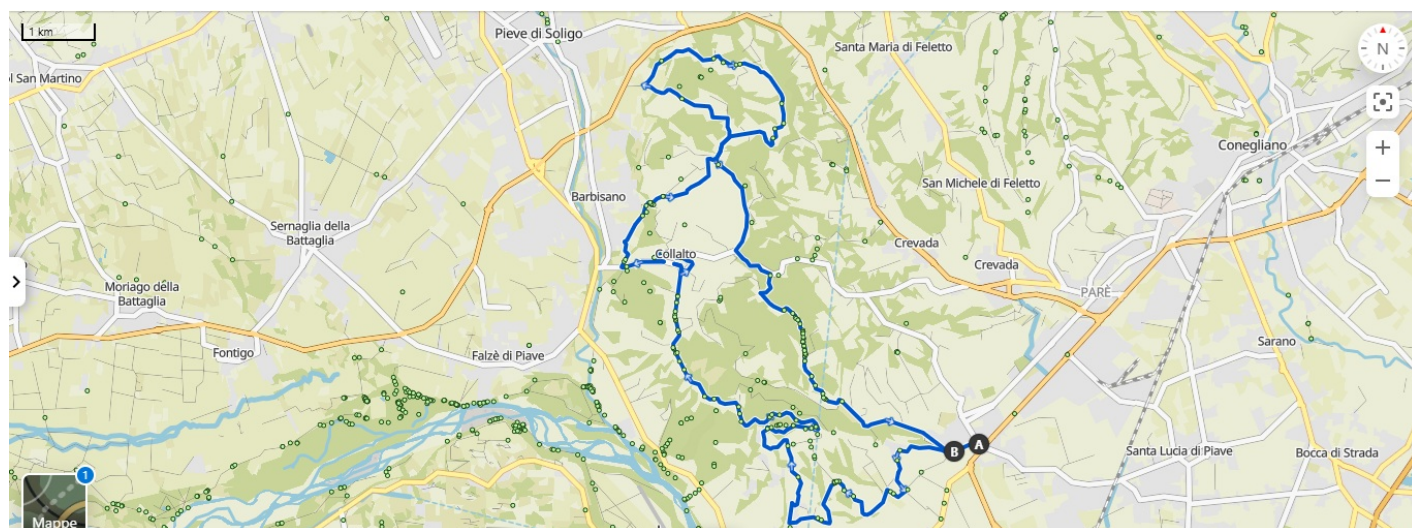 1 km
Pieve di Soligo
Santa Maria di Feletto
N
ol San Martino
Conegliano
San Michele di Feletto
Barbisano
Sernaglia della
Battaglia
Crevada
Collalto
Crevada
Moriago della
Battaglia
PARÈ
Fontigo
Falzè di Piave
Sarano
B
A
Santa Lucia di Piave
Bocca di Strada
1
Mappe